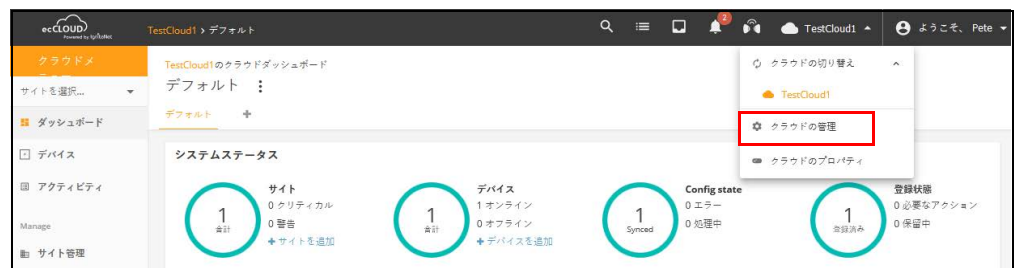 ecCLOUD
Powered by IgniteNet
TestCloud1 › デフォルト
2
TestCloud1
ようこそ、 Pete
クラウドメ
サイトを選択...
ダッシュボード
デバイス
アクティビティ
Manage
サイト管理
TestCloud1のクラウドダッシュボード
デフォルト
デフォルト +
クラウドの切り替え
TestCloud1
クラウドの管理
クラウドのプロパティ
システムステータス
1
合計
サイト
0 クリティカル
0 警告
+ サイトを追加
1
合計
デバイス
1 オンライン
0 オフライン
+ デバイスを追加
1
Synced
Config state
0 エラー
0 処理中
1
登録済み
登録状態
0 必要なアクション
0 保留中